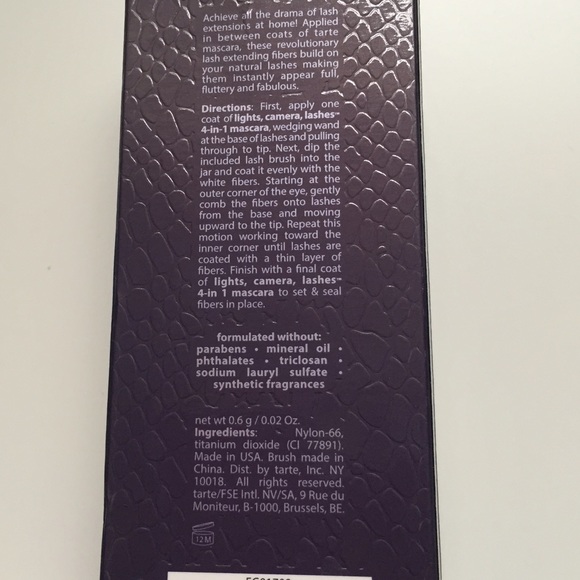 Achieve all the drama of lash
extensions at home! Applied
in between coats of tarte
mascara, these revolutionary
lash extending fibers build on
your natural lashes making
them instantly appear full,
fluttery and fabulous.
Directions: First, apply one
coat of lights, camera, lashes™
4-in-1 mascara, wedging wand
at the base of lashes and pulling
through to tip. Next, dip the
included lash brush into the
jar and coat it evenly with the
white fibers. Starting at the
outer corner of the eye, gently
comb the fibers onto lashes
from the base and moving
upward to the tip. Repeat this
motion working toward the
inner corner until lashes are
coated with a thin layer of
fibers. Finish with a final coat
of lights, camera, lashes™
4-in-1 mascara to set & seal
fibers in place.
formulated without:
parabens • mineral oil •
phthalates • triclosan •
sodium lauryl sulfate •
synthetic fragrances
net wt 0.6 g / 0.02 Oz.
Ingredients: Nylon-66,
titanium dioxide (CI 77891).
Made in USA. Brush made in
China. Dist. by tarte, Inc. NY
10018. All rights reserved.
tarte/FSE Intl. NV/SA, 9 Rue du
Moniteur, B-1000, Brussels, BE.
12M